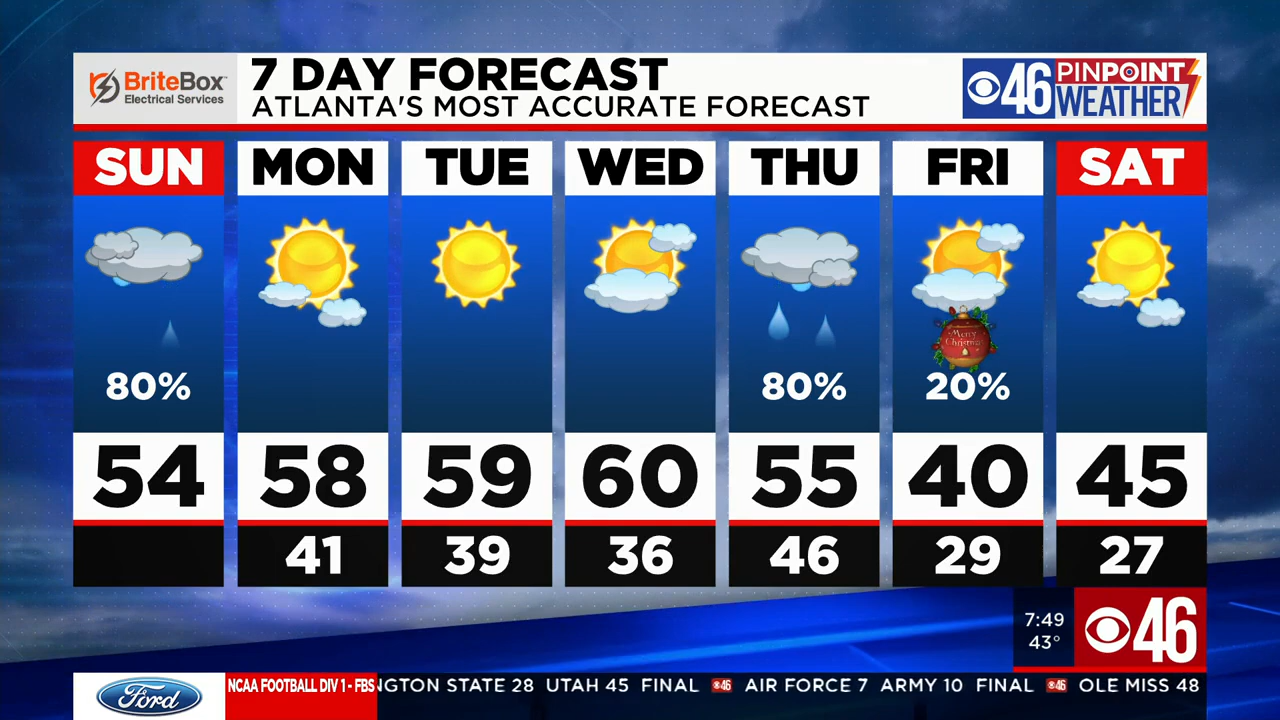 BriteBox™
Electrical Services
7 DAY FORECAST
ATLANTA'S MOST ACCURATE FORECAST
46 PINPOINT
WEATHER
SUN MON TUE WED THU FRI SAT
Merry
Christmas
80% 80% 20%
54 58 59 60 55 40 45
41 39 36 46 29 27
7:49
43°
46
Ford
NCAA FOOTBALL DIV 1 - FBS NGTON STATE 28 UTAH 45 FINAL 46 AIR FORCE 7 ARMY 10 FINAL 46 OLE MISS 48